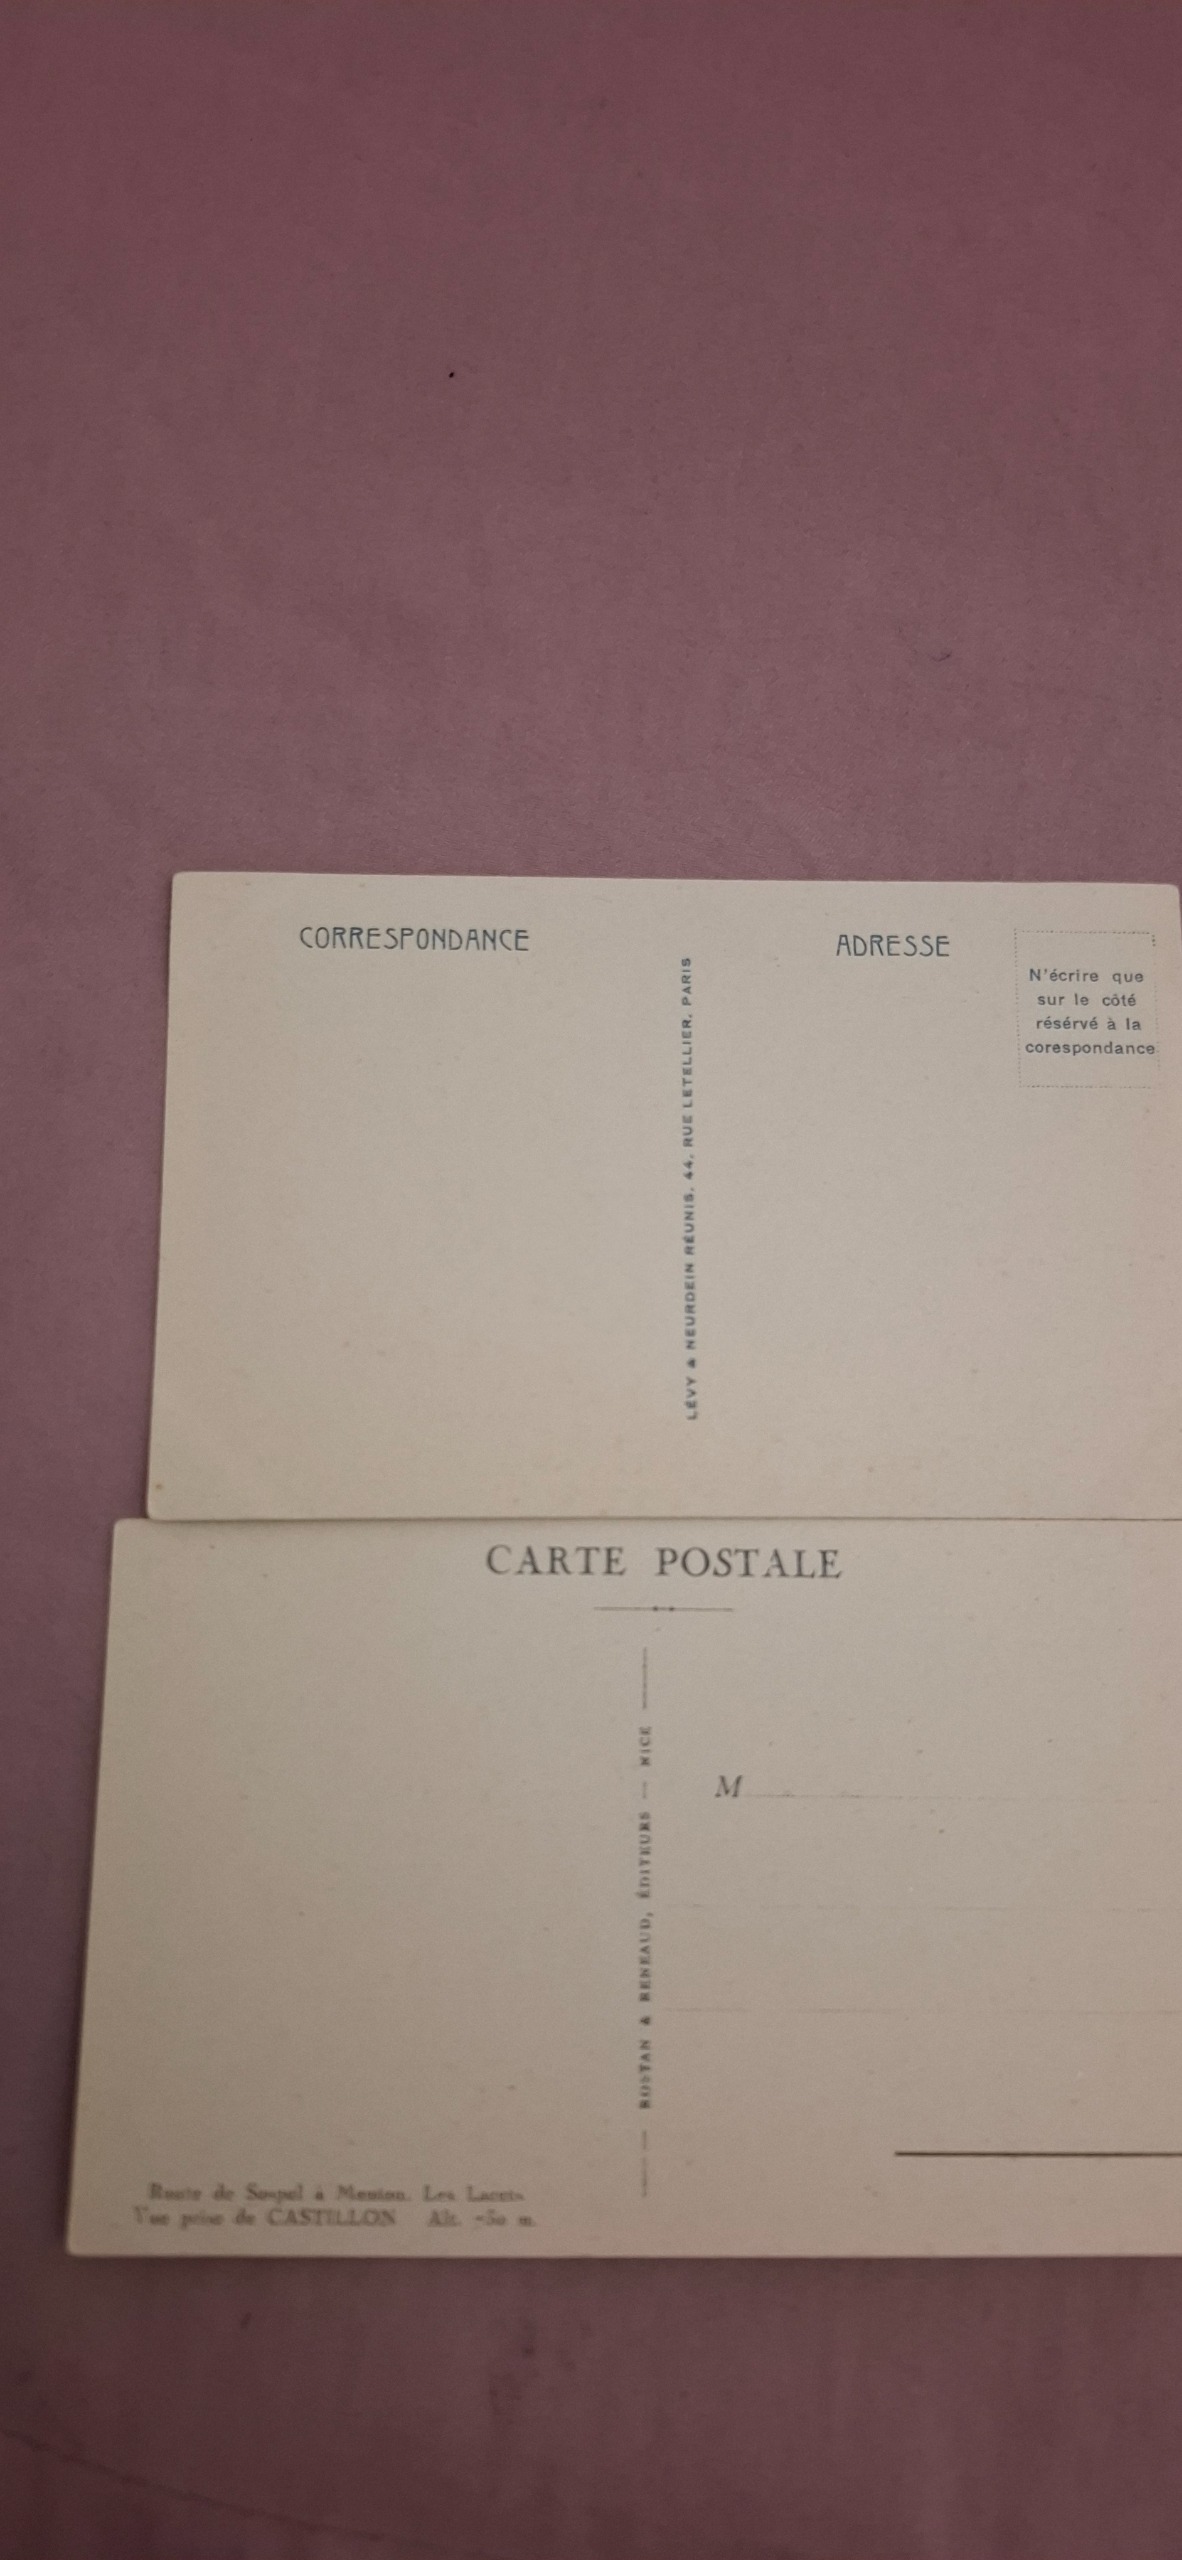 CORRESPONDANCE
ADRESSE
N'écrire que
sur le côté
résérvé à la
corespondance
LÉVY & NEURDEIN RÉUNIS, 44, RUE LETELLIER, PARIS
CARTE POSTALE
M
ROSTAN & RENEAUD, ÉDITEURS — NICE
Route de Sospel à Menton. Les Lacets
Vue prise de CASTILLON Alt. m.